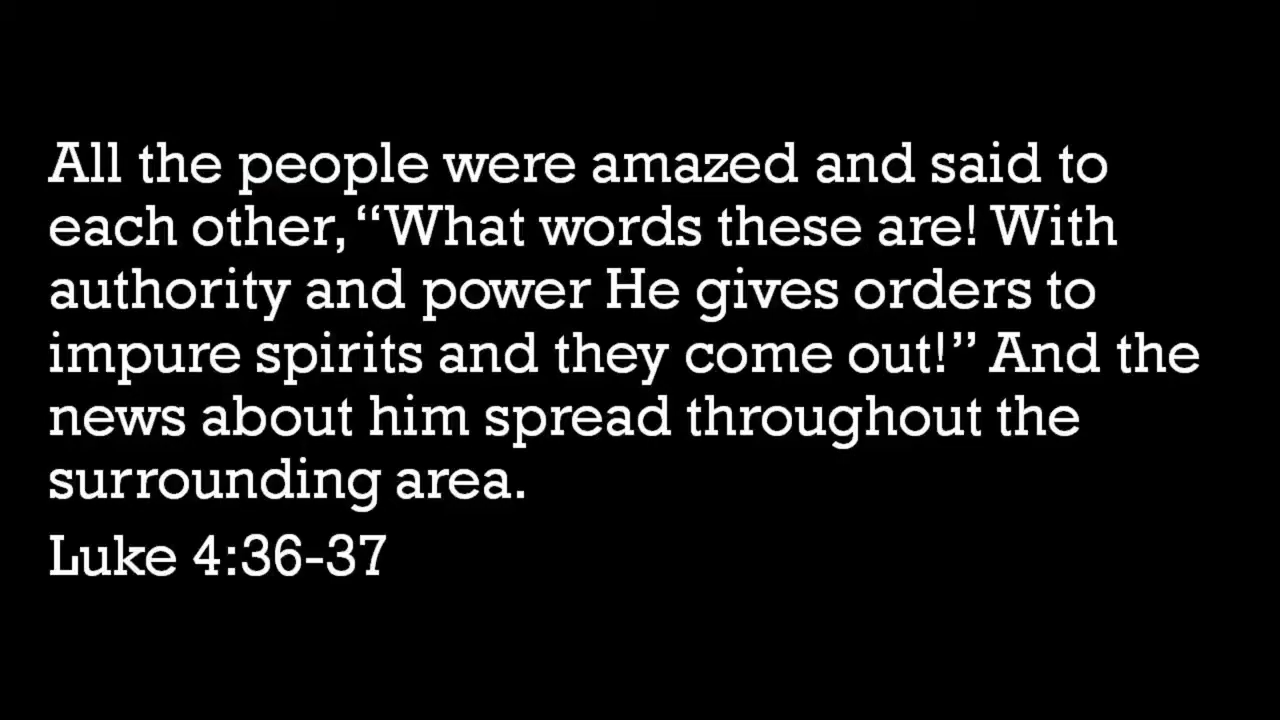 All the people were amazed and said to
each other, “What words these are! With
authority and power He gives orders to
impure spirits and they come out!” And the
news about him spread throughout the
surrounding area.
Luke 4:36-37